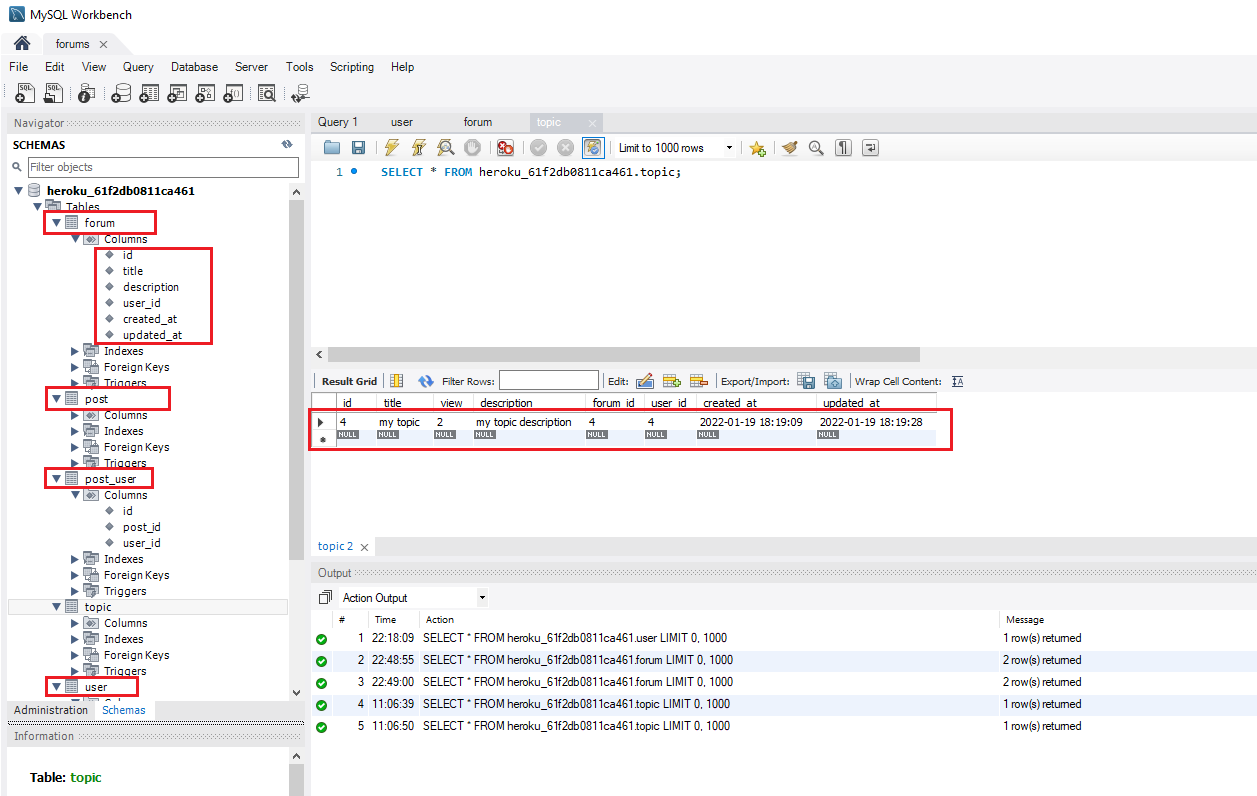 MySQL Workbench
forums
File Edit View Query Database Server Tools Scripting Help
Navigator
SCHEMAS
Filter objects
heroku_61f2db0811ca461
Tables
forum
Columns
id
title
description
user_id
created_at
updated_at
Indexes
Foreign Keys
Triggers
post
Columns
Indexes
Foreign Keys
Triggers
post_user
Columns
id
post_id
user_id
Indexes
Foreign Keys
Triggers
topic
Columns
Indexes
Foreign Keys
Triggers
user
Administration Schemas
Information
Table: topic
Query 1 user forum topic
Limit to 1000 rows
1 SELECT * FROM heroku_61f2db0811ca461.topic;
Result Grid Filter Rows: Edit: Export/Import: Wrap Cell Content:
id title view description forum_id user_id created_at updated_at
4 my topic 2 my topic description 4 4 2022-01-19 18:19:09 2022-01-19 18:19:28
NULL NULL NULL NULL NULL NULL NULL NULL
topic 2
Output
Action Output
# Time Action Message
1 22:18:09 SELECT * FROM heroku_61f2db0811ca461.user LIMIT 0, 1000 1 row(s) returned
2 22:48:55 SELECT * FROM heroku_61f2db0811ca461.forum LIMIT 0, 1000 2 row(s) returned
3 22:49:00 SELECT * FROM heroku_61f2db0811ca461.forum LIMIT 0, 1000 2 row(s) returned
4 11:06:39 SELECT * FROM heroku_61f2db0811ca461.topic LIMIT 0, 1000 1 row(s) returned
5 11:06:50 SELECT * FROM heroku_61f2db0811ca461.topic LIMIT 0, 1000 1 row(s) returned